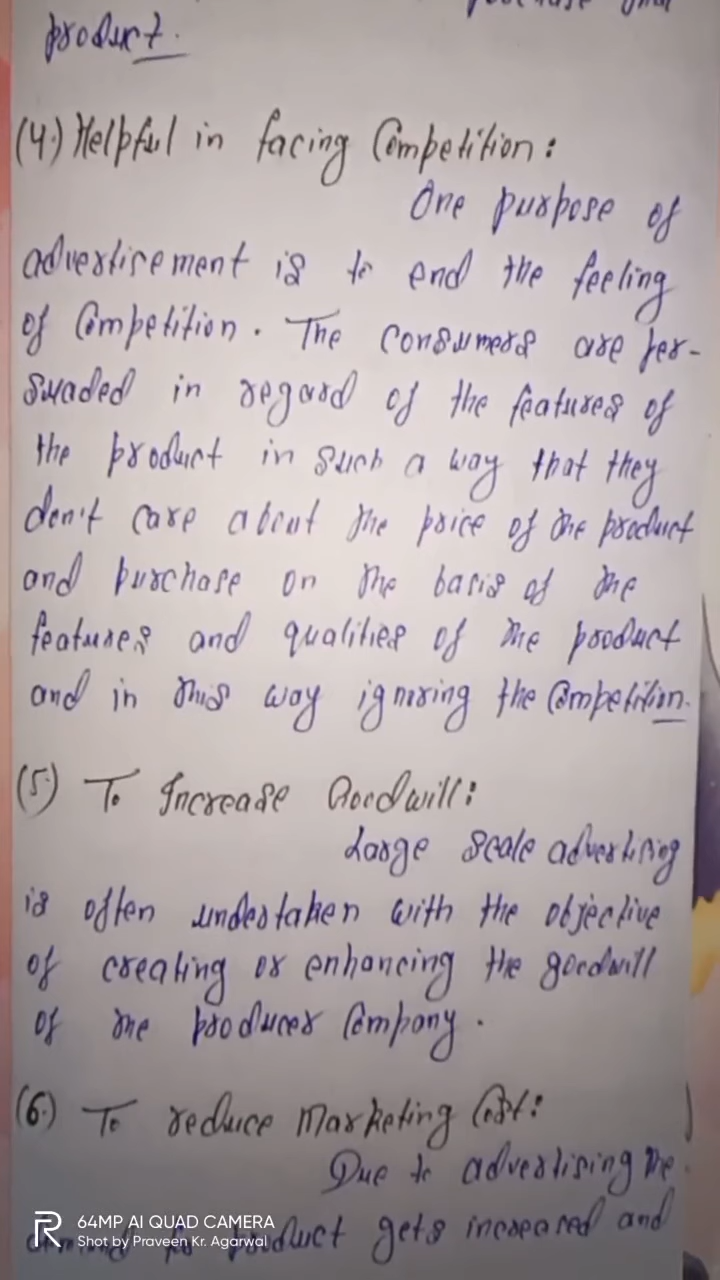 purchase that
product.
(4.) Helpful in facing Competition:
One purpose of
advertisement is to end the feeling
of Competition. The Consumers are per-
suaded in regard of the features of
the product in such a way that they
don't care about the price of the product
and purchase on the basis of the
features and qualities of the product
and in this way ignoring the Competition.
(5.) To Increase Goodwill:
Large scale advertising
is often undertaken with the objective
of creating or enhancing the goodwill
of the producer Company.
(6.) To reduce Marketing Cost:
Due to advertising the
demand for product gets increased and
64MP AI QUAD CAMERA
Shot by Praveen Kr. Agarwal